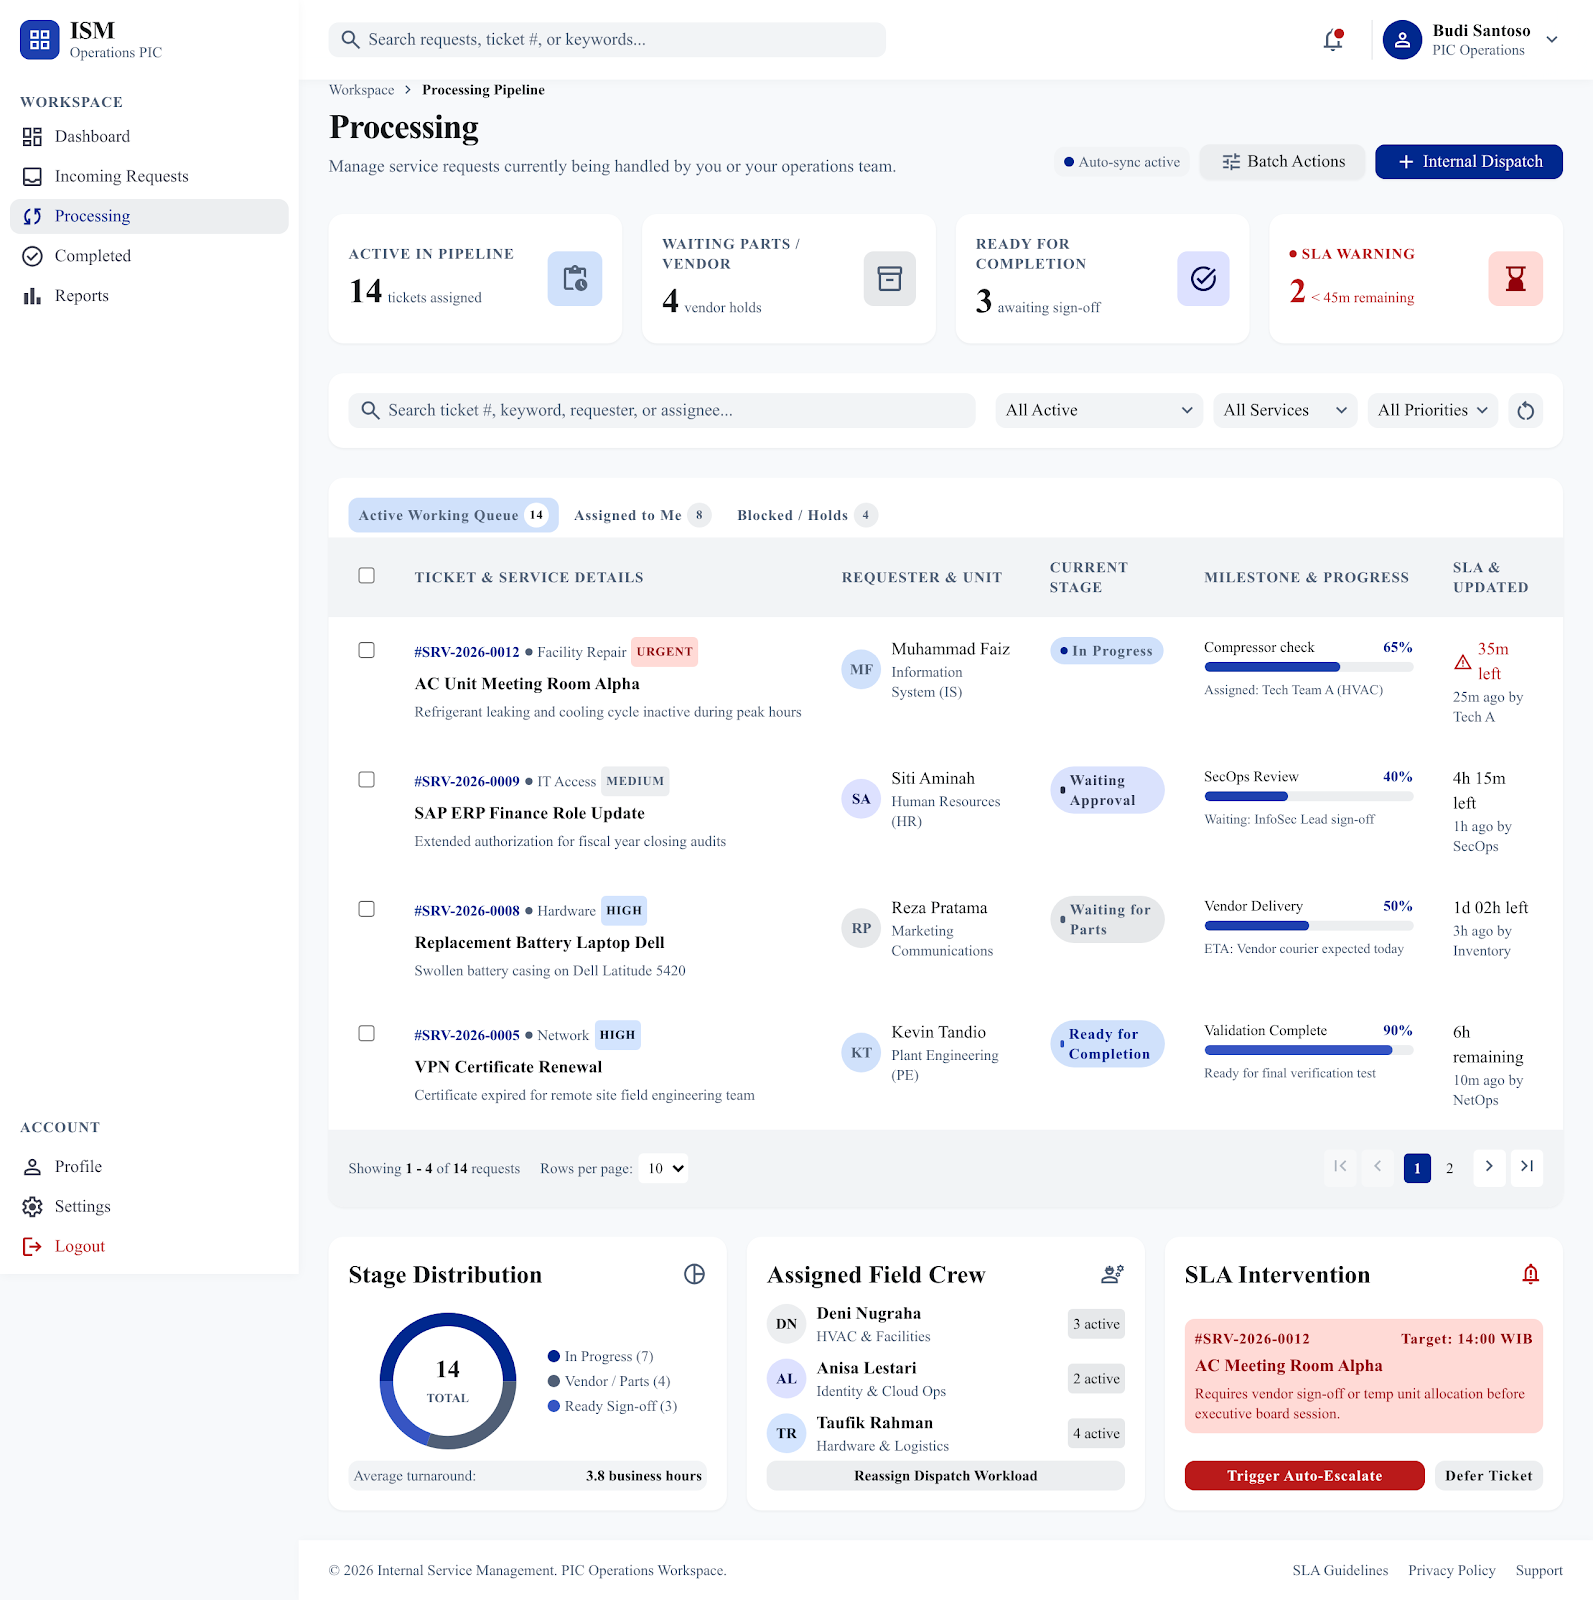 ISM
Operations PIC
Search requests, ticket #, or keywords...
Budi Santoso
PIC Operations
WORKSPACE
Dashboard
Incoming Requests
Processing
Completed
Reports
ACCOUNT
Profile
Settings
Logout
Workspace > Processing Pipeline
Processing
Manage service requests currently being handled by you or your operations team.
Auto-sync active
Batch Actions
+ Internal Dispatch
ACTIVE IN PIPELINE
14 tickets assigned
WAITING PARTS /
VENDOR
4 vendor holds
READY FOR
COMPLETION
3 awaiting sign-off
SLA WARNING
2 < 45m remaining
Search ticket #, keyword, requester, or assignee...
All Active
All Services
All Priorities
Active Working Queue 14
Assigned to Me 8
Blocked / Holds 4
TICKET & SERVICE DETAILS
REQUESTER & UNIT
CURRENT
STAGE
MILESTONE & PROGRESS
SLA &
UPDATED
#SRV-2026-0012 ● Facility Repair URGENT
AC Unit Meeting Room Alpha
Refrigerant leaking and cooling cycle inactive during peak hours
MF
Muhammad Faiz
Information
System (IS)
In Progress
Compressor check 65%
Assigned: Tech Team A (HVAC)
35m
left
25m ago by
Tech A
#SRV-2026-0009 ● IT Access MEDIUM
SAP ERP Finance Role Update
Extended authorization for fiscal year closing audits
SA
Siti Aminah
Human Resources
(HR)
Waiting
Approval
SecOps Review 40%
Waiting: InfoSec Lead sign-off
4h 15m
left
1h ago by
SecOps
#SRV-2026-0008 ● Hardware HIGH
Replacement Battery Laptop Dell
Swollen battery casing on Dell Latitude 5420
RP
Reza Pratama
Marketing
Communications
Waiting for
Parts
Vendor Delivery 50%
ETA: Vendor courier expected today
1d 02h left
3h ago by
Inventory
#SRV-2026-0005 ● Network HIGH
VPN Certificate Renewal
Certificate expired for remote site field engineering team
KT
Kevin Tandio
Plant Engineering
(PE)
Ready for
Completion
Validation Complete 90%
Ready for final verification test
6h
remaining
10m ago by
NetOps
Showing 1 - 4 of 14 requests
Rows per page: 10
1 2
Stage Distribution
14
TOTAL
In Progress (7)
Vendor / Parts (4)
Ready Sign-off (3)
Average turnaround: 3.8 business hours
Assigned Field Crew
DN
Deni Nugraha
HVAC & Facilities
3 active
AL
Anisa Lestari
Identity & Cloud Ops
2 active
TR
Taufik Rahman
Hardware & Logistics
4 active
Reassign Dispatch Workload
SLA Intervention
#SRV-2026-0012 Target: 14:00 WIB
AC Meeting Room Alpha
Requires vendor sign-off or temp unit allocation before
executive board session.
Trigger Auto-Escalate
Defer Ticket
© 2026 Internal Service Management. PIC Operations Workspace.
SLA Guidelines
Privacy Policy
Support